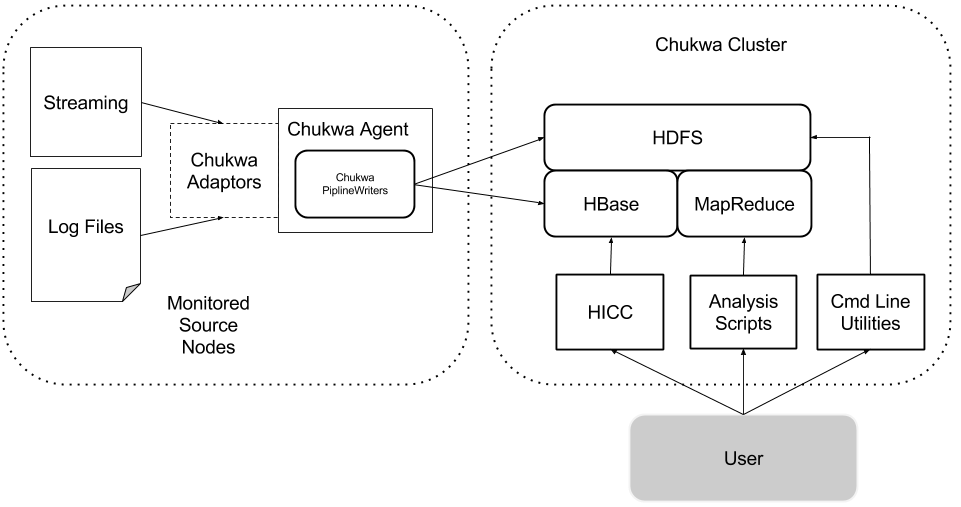 Streaming
Log Files
Chukwa
Adaptors
Chukwa Agent
Chukwa
PiplineWriters
Monitored
Source
Nodes
Chukwa Cluster
HDFS
HBase
MapReduce
HICC
Analysis
Scripts
Cmd Line
Utilities
User